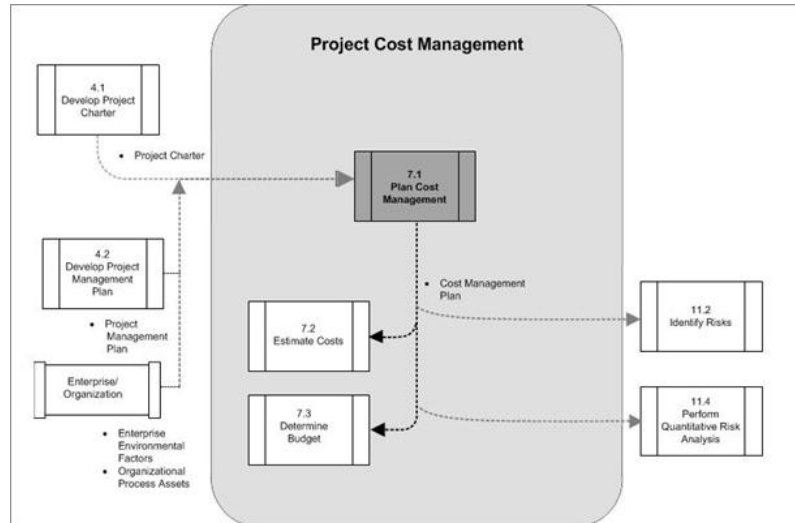 Project Cost Management
4.1
Develop Project
Charter
• Project Charter
7.1
Plan Cost
Management
4.2
Develop Project
Management
Plan
• Project
Management
Plan
Enterprise/
Organization
• Enterprise
Environmental
Factors
• Organizational
Process Assets
• Cost Management
Plan
7.2
Estimate Costs
7.3
Determine
Budget
11.2
Identify Risks
11.4
Perform
Quantitative Risk
Analysis